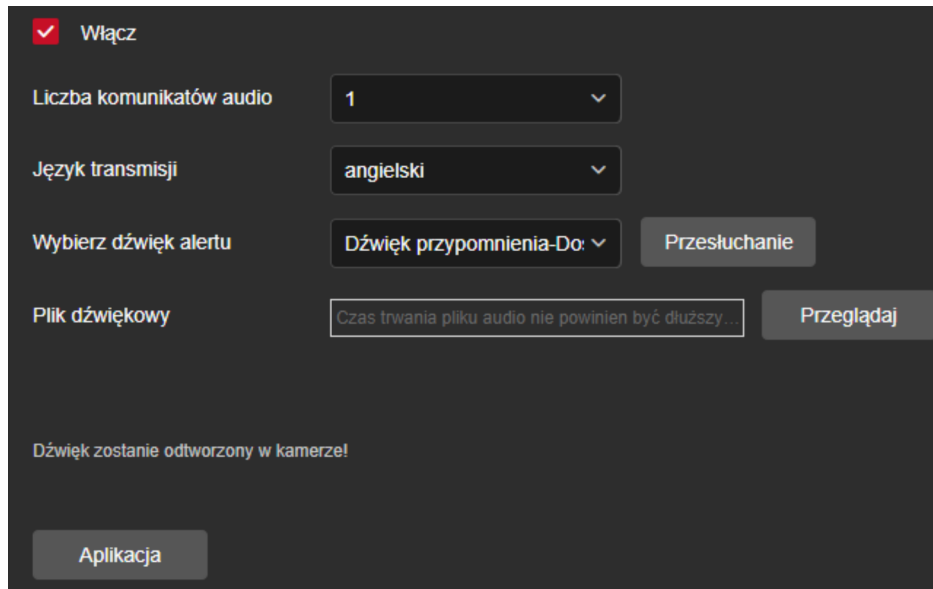 Włącz
Liczba komunikatów audio 1
Język transmisji angielski
Wybierz dźwięk alertu Dźwięk przypomnienia-Do Przesłuchanie
Plik dźwiękowy Czas trwania pliku audio nie powinien być dłuższy... Przeglądaj
Dźwięk zostanie odtworzony w kamerze!
Aplikacja